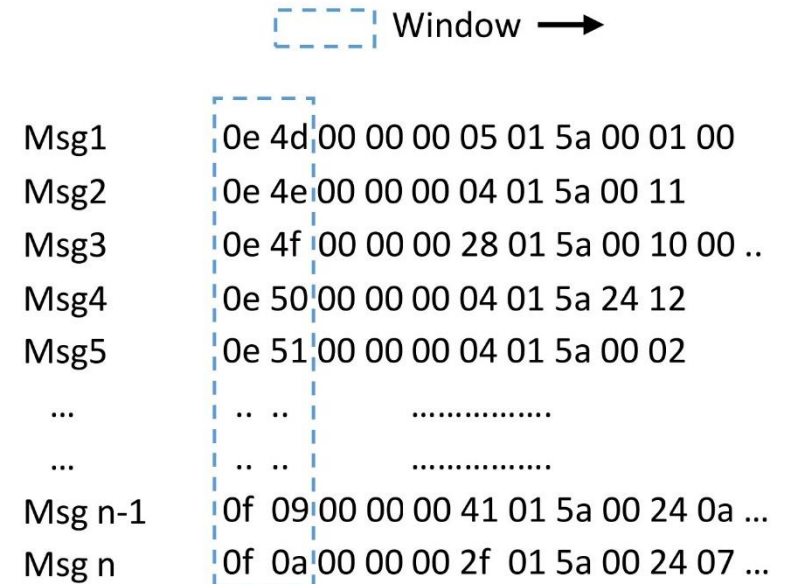 Window
Msg1 0e 4d 00 00 00 05 01 5a 00 01 00
Msg2 0e 4e 00 00 00 04 01 5a 00 11
Msg3 0e 4f 00 00 00 28 01 5a 00 10 00 ..
Msg4 0e 50 00 00 00 04 01 5a 24 12
Msg5 0e 51 00 00 00 04 01 5a 00 02
... .. .. ................
... .. .. ................
Msg n-1 0f 09 00 00 00 41 01 5a 00 24 0a ...
Msg n 0f 0a 00 00 00 2f 01 5a 00 24 07 ...